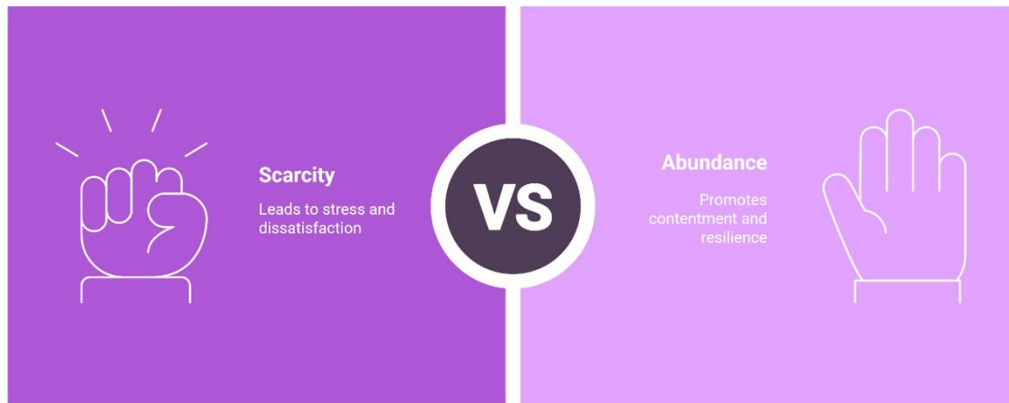 Scarcity
Leads to stress and
dissatisfaction
VS
Abundance
Promotes
contentment and
resilience